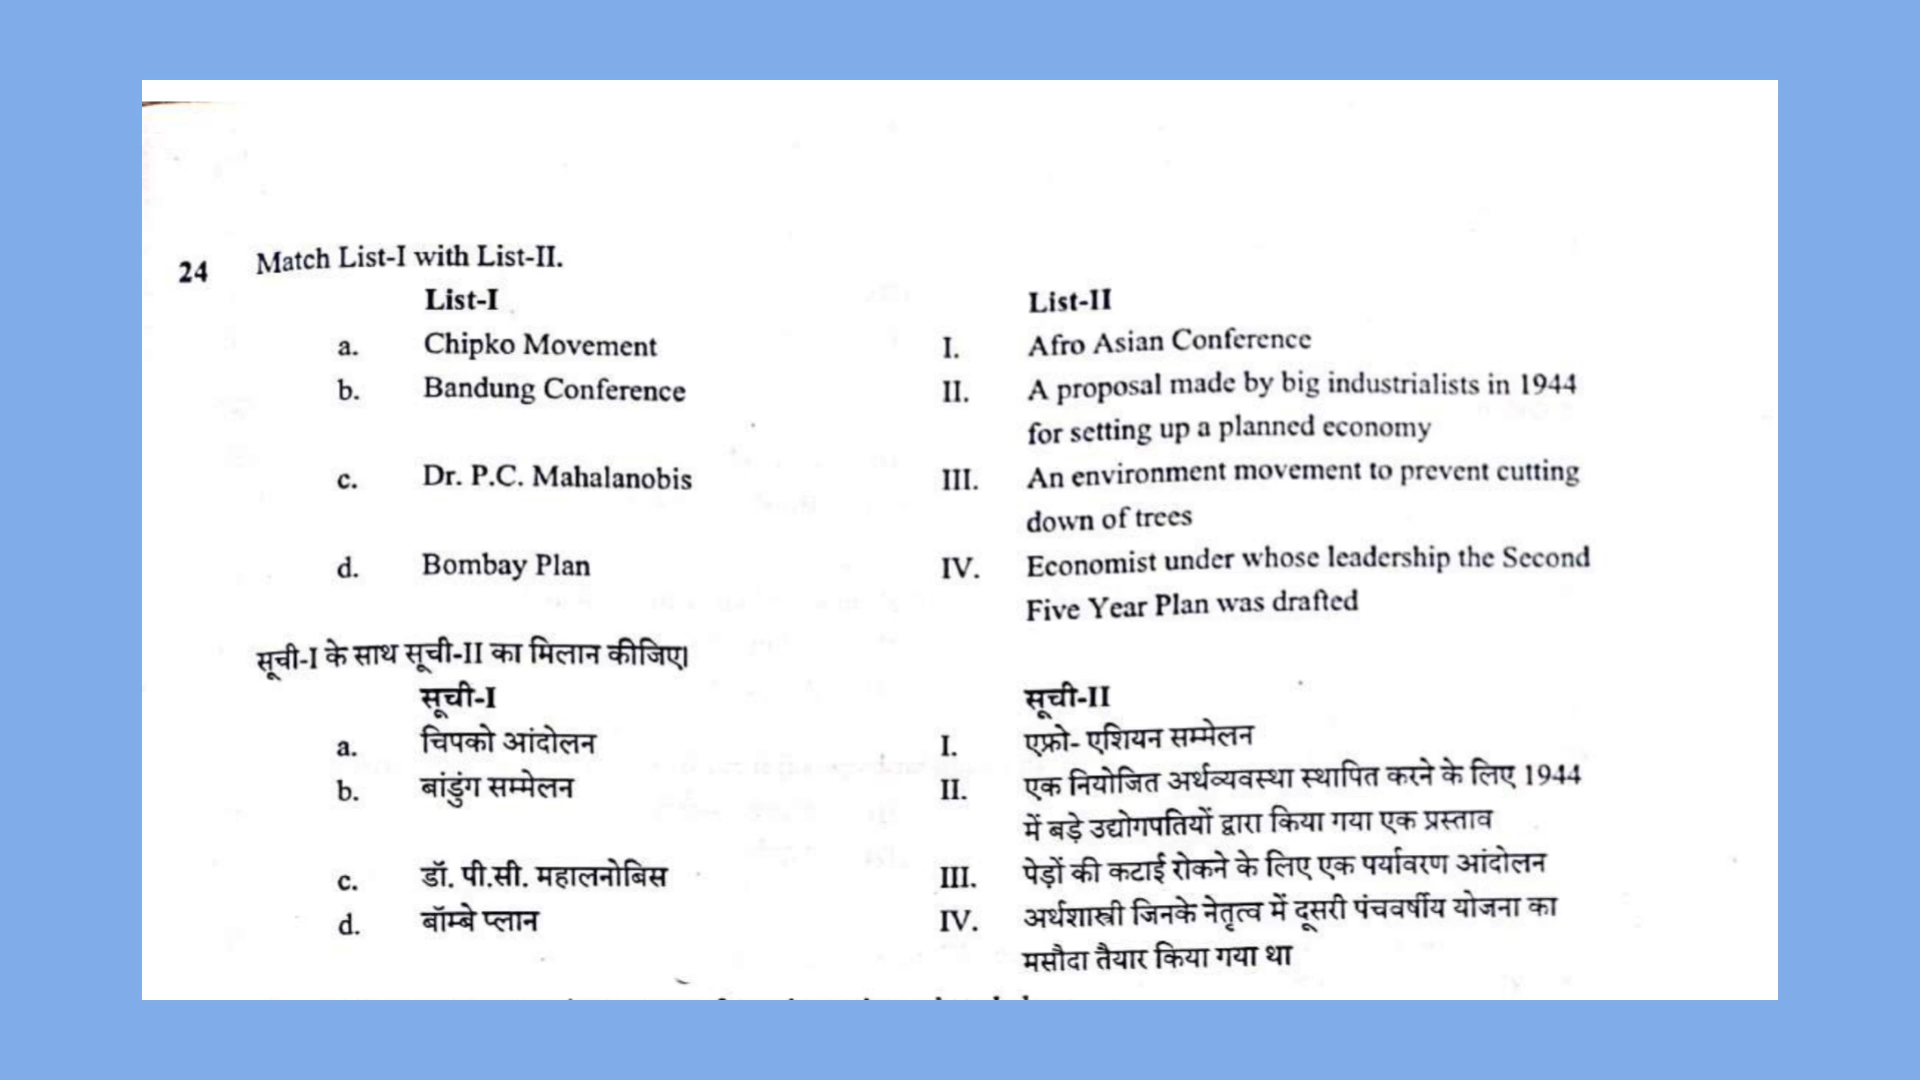 24 Match List-I with List-II.
List-I List-II
a. Chipko Movement I. Afro Asian Conference
b. Bandung Conference II. A proposal made by big industrialists in 1944
for setting up a planned economy
c. Dr. P.C. Mahalanobis III. An environment movement to prevent cutting
down of trees
d. Bombay Plan IV. Economist under whose leadership the Second
Five Year Plan was drafted
सूची-I के साथ सूची-II का मिलान कीजिए।
सूची-I सूची-II
a. चिपको आंदोलन I. एफ्रो- एशियन सम्मेलन
b. बांडुंग सम्मेलन II. एक नियोजित अर्थव्यवस्था स्थापित करने के लिए 1944
में बड़े उद्योगपतियों द्वारा किया गया एक प्रस्ताव
c. डॉ. पी.सी. महालनोबिस III. पेड़ों की कटाई रोकने के लिए एक पर्यावरण आंदोलन
d. बॉम्बे प्लान IV. अर्थशास्त्री जिनके नेतृत्व में दूसरी पंचवर्षीय योजना का
मसौदा तैयार किया गया था